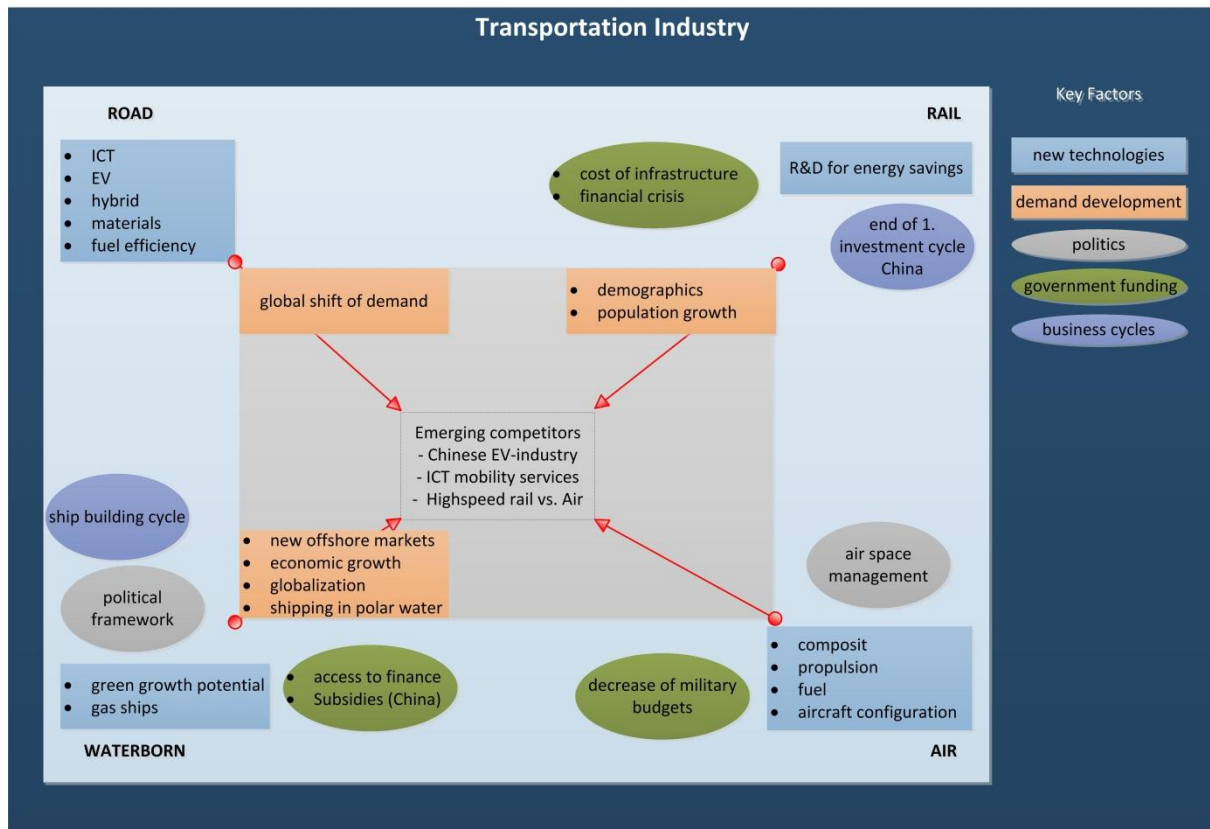 Transportation Industry
ROAD
• ICT
• EV
• hybrid
• materials
• fuel efficiency
RAIL
• cost of infrastructure
• financial crisis
R&D for energy savings
end of 1.
investment cycle
China
global shift of demand
• demographics
• population growth
Emerging competitors
- Chinese EV-industry
- ICT mobility services
- Highspeed rail vs. Air
ship building cycle
political
framework
• new offshore markets
• economic growth
• globalization
• shipping in polar water
air space
management
• green growth potential
• gas ships
• access to finance
• Subsidies (China)
decrease of military
budgets
• composit
• propulsion
• fuel
• aircraft configuration
WATERBORN
AIR
Key Factors
new technologies
demand development
politics
government funding
business cycles